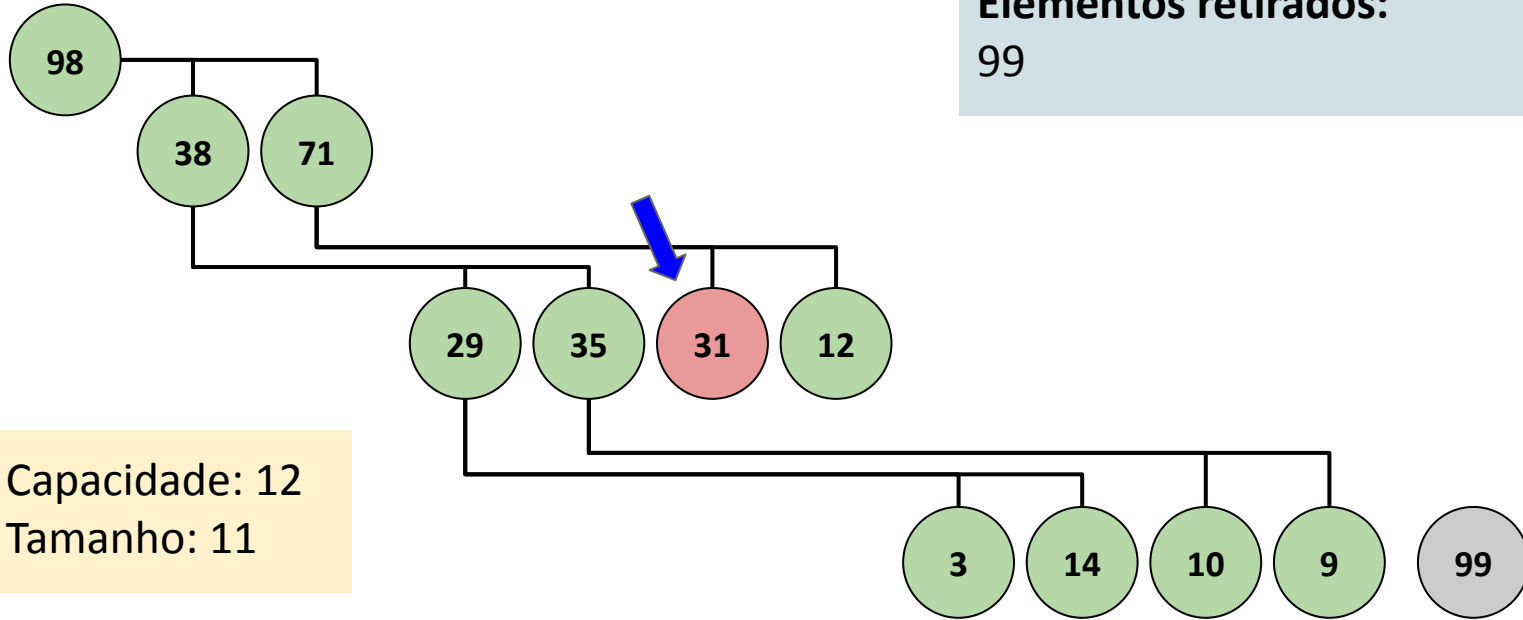 Elementos retirados:
99
98
38 71
29 35 31 12
Capacidade: 12
Tamanho: 11
3 14 10 9 99